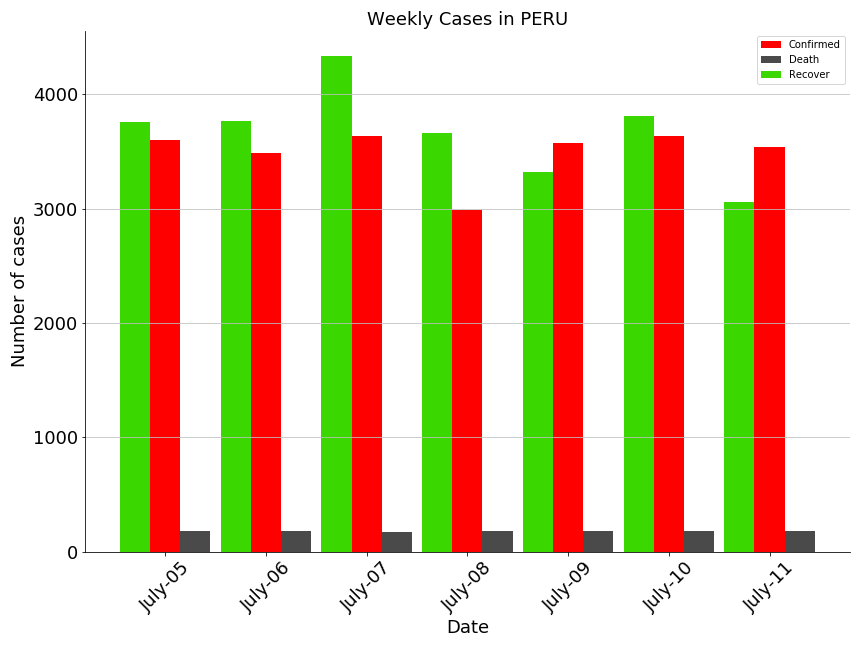 Weekly Cases in PERU
Confirmed
Death
Recover
Number of cases
4000
3000
2000
1000
0
July-05
July-06
July-07
July-08
July-09
July-10
July-11
Date